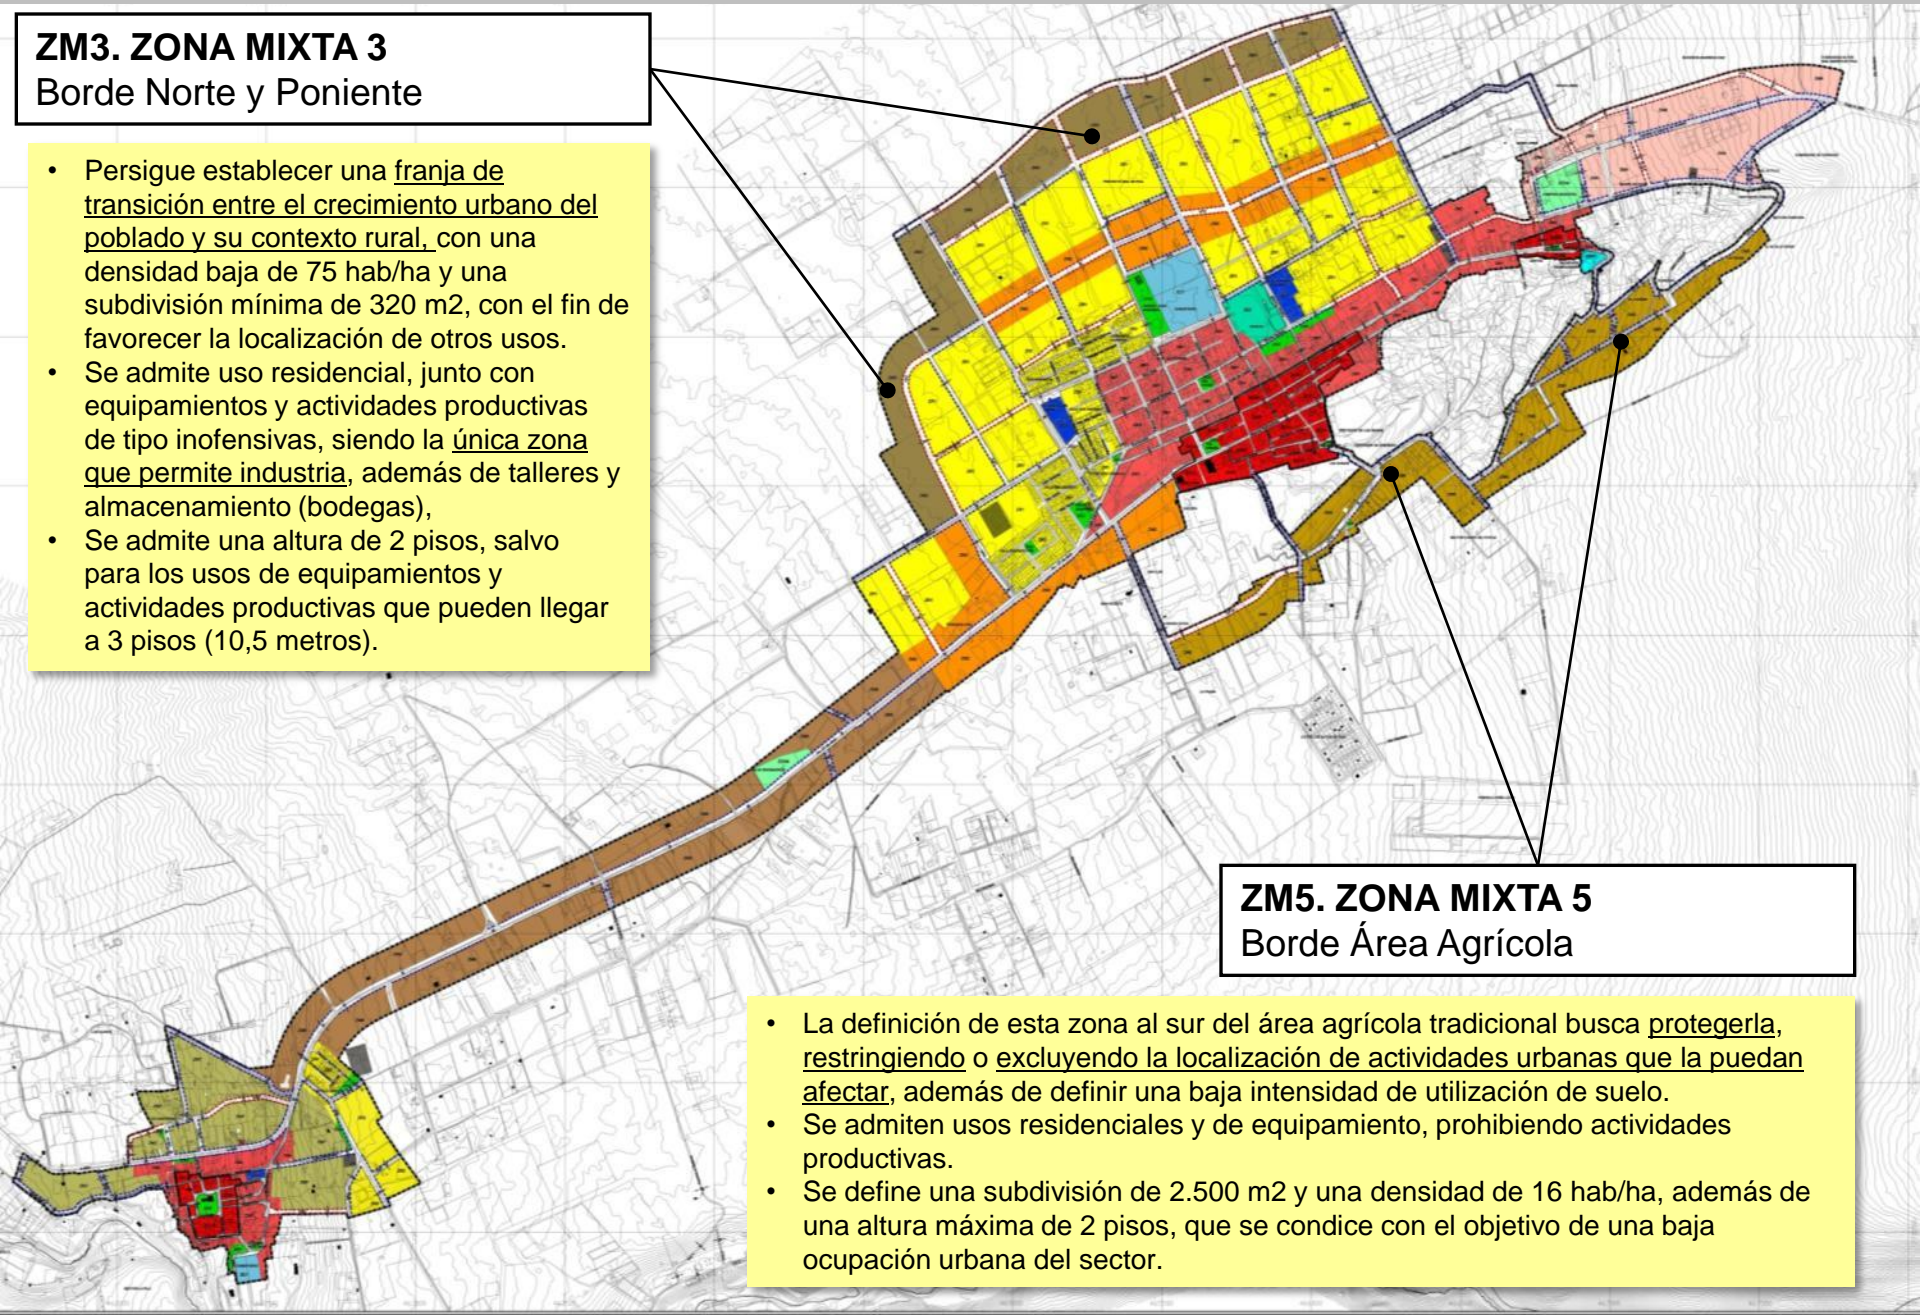 ZM3. ZONA MIXTA 3
Borde Norte y Poniente
• Persigue establecer una franja de
transición entre el crecimiento urbano del
poblado y su contexto rural, con una
densidad baja de 75 hab/ha y una
subdivisión mínima de 320 m2, con el fin de
favorecer la localización de otros usos.
• Se admite uso residencial, junto con
equipamientos y actividades productivas
de tipo inofensivas, siendo la única zona
que permite industria, además de talleres y
almacenamiento (bodegas),
• Se admite una altura de 2 pisos, salvo
para los usos de equipamientos y
actividades productivas que pueden llegar
a 3 pisos (10,5 metros).
ZM5. ZONA MIXTA 5
Borde Área Agrícola
• La definición de esta zona al sur del área agrícola tradicional busca protegerla,
restringiendo o excluyendo la localización de actividades urbanas que la puedan
afectar, además de definir una baja intensidad de utilización de suelo.
• Se admiten usos residenciales y de equipamiento, prohibiendo actividades
productivas.
• Se define una subdivisión de 2.500 m2 y una densidad de 16 hab/ha, además de
una altura máxima de 2 pisos, que se condice con el objetivo de una baja
ocupación urbana del sector.